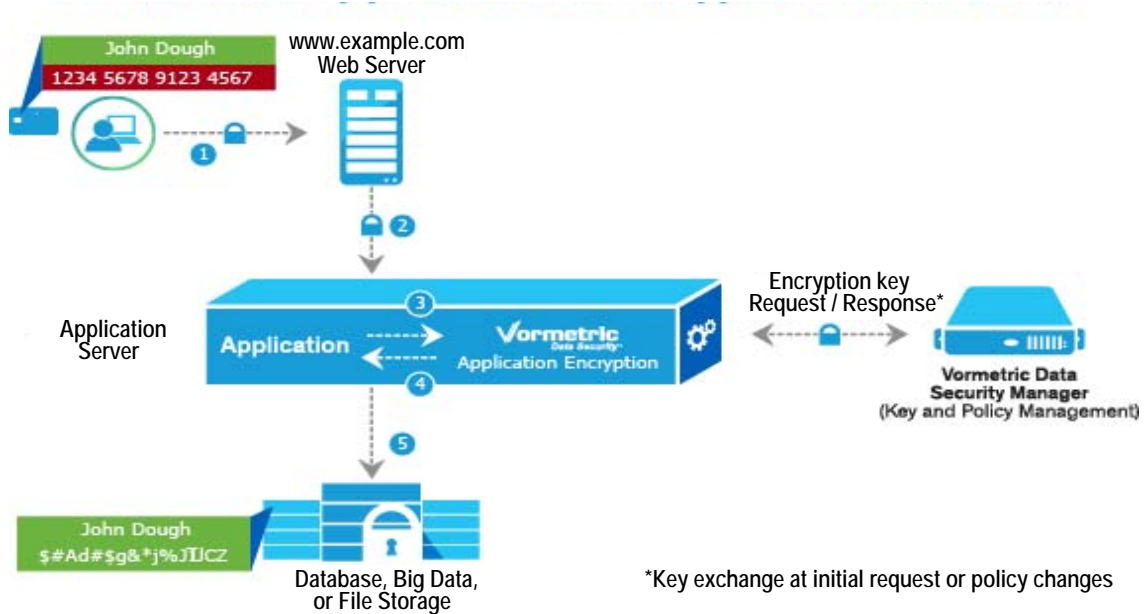 John Dough
1234 5678 9123 4567
www.example.com
Web Server
1
2
3
Application
Server
Application
Vormetric
Data Security
Application Encryption
4
Encryption key
Request / Response*
Vormetric Data
Security Manager
(Key and Policy Management)
5
John Dough
Database, Big Data,
or File Storage
*Key exchange at initial request or policy changes